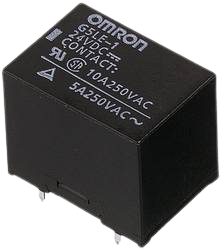 OMRON
G5LE-1
24VDC⎓
CONTACT:
10A250VAC
5A250VAC~